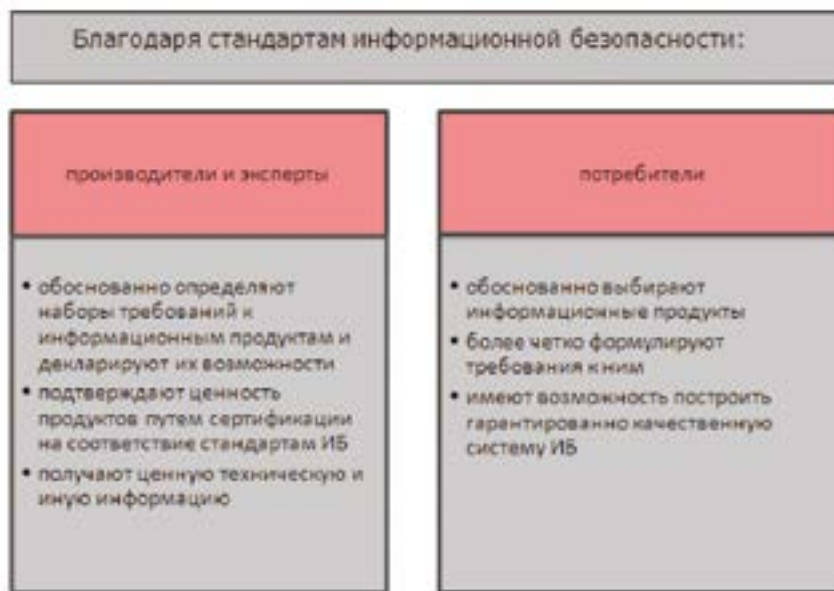 Благодаря стандартам информационной безопасности:
производители и эксперты
• обоснованно определяют
наборы требований к
информационным продуктам и
декларируют их возможности
• подтверждают ценность
продуктов путем сертификации
на соответствие стандартам ИБ
• получают ценную техническую и
иную информацию
потребители
• обоснованно выбирают
информационные продукты
• более четко формулируют
требования к ним
• имеют возможность построить
гарантированно качественную
систему ИБ